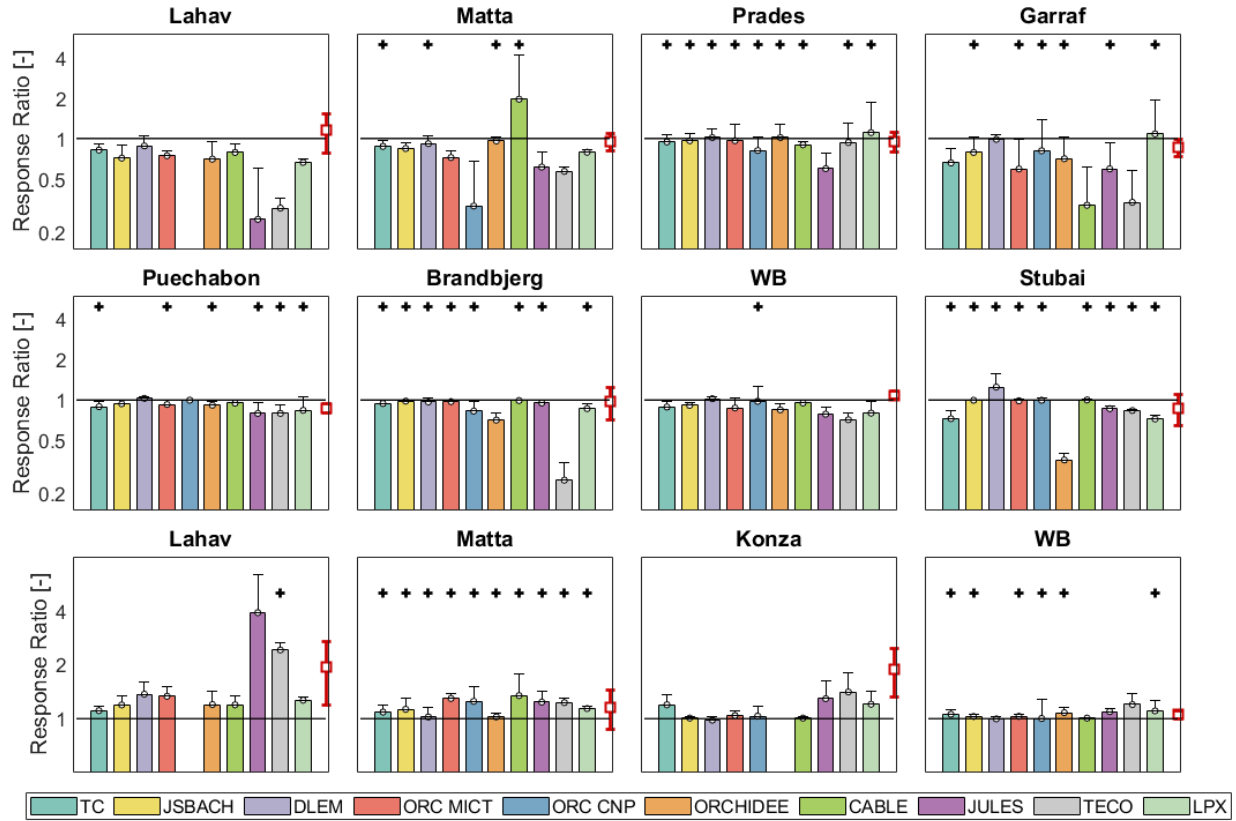 Lahav Matta Prades Garraf
Response Ratio [-]
4
2
1
0.5
0.2
Puechabon Brandbjerg WB Stubai
Response Ratio [-]
4
2
1
0.5
0.2
Lahav Matta Konza WB
Response Ratio [-]
4
2
1
TC JSBACH DLEM ORC MICT ORC CNP ORCHIDEE CABLE JULES TECO LPX